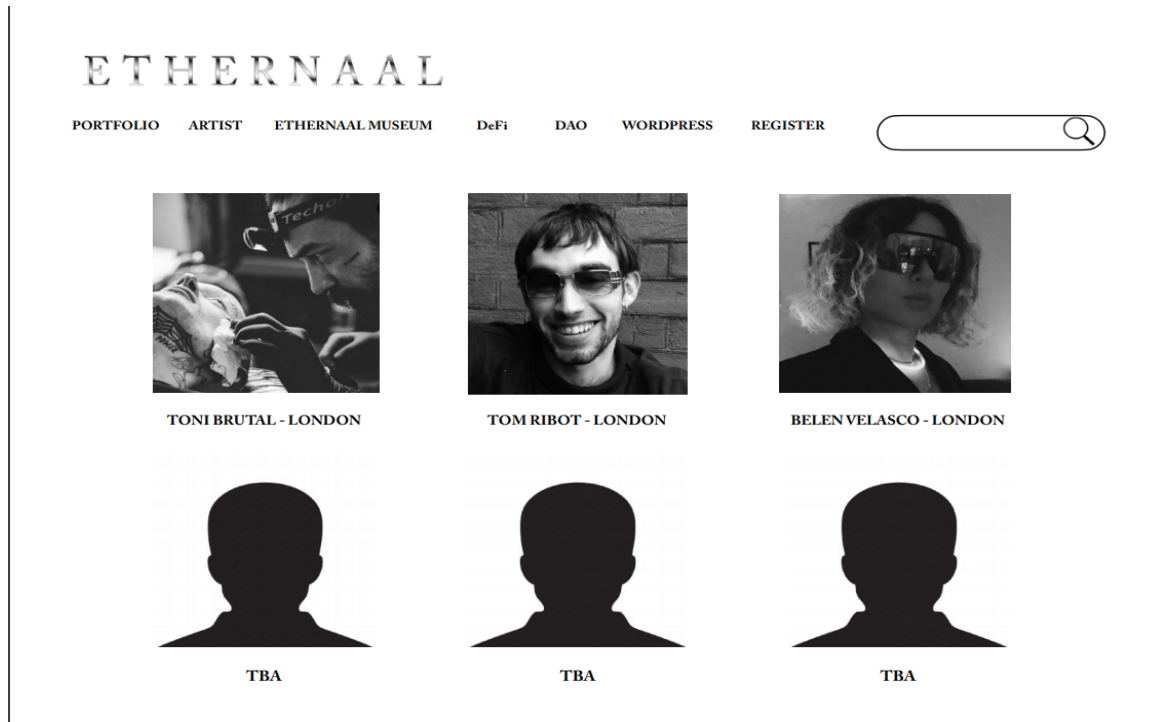 ETHERNAAL
PORTFOLIO ARTIST ETHERNAAL MUSEUM DeFi DAO WORDPRESS REGISTER
TONI BRUTAL - LONDON TOM RIBOT - LONDON BELEN VELASCO - LONDON
TBA TBA TBA